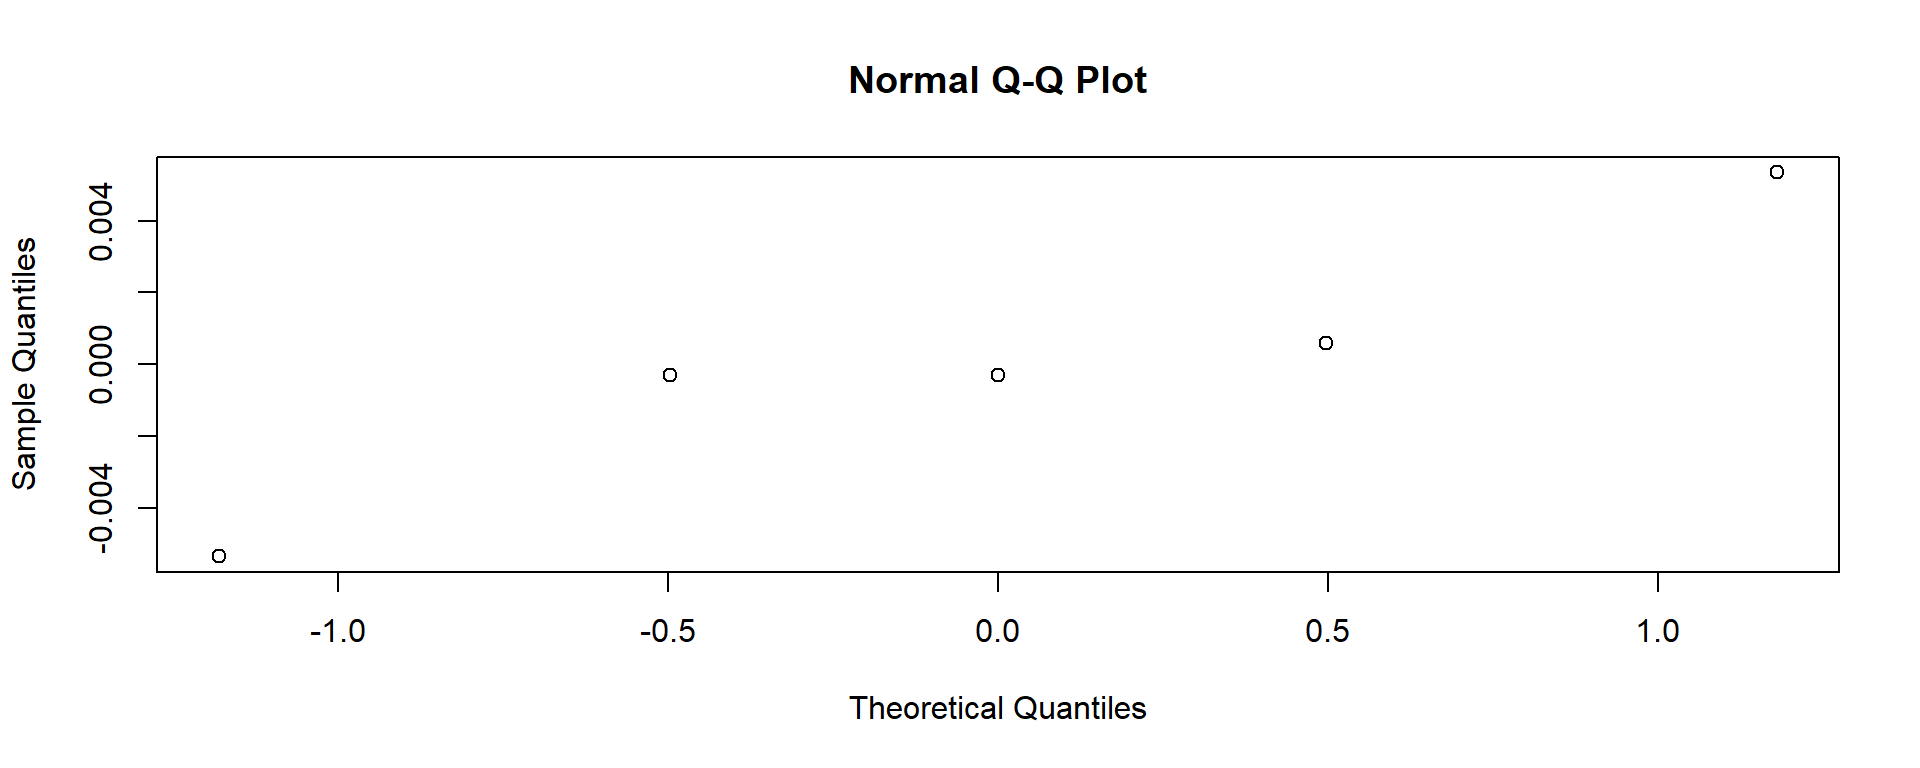 Normal Q-Q Plot
Sample Quantiles
0.004
0.000
-0.004
-1.0 -0.5 0.0 0.5 1.0
Theoretical Quantiles